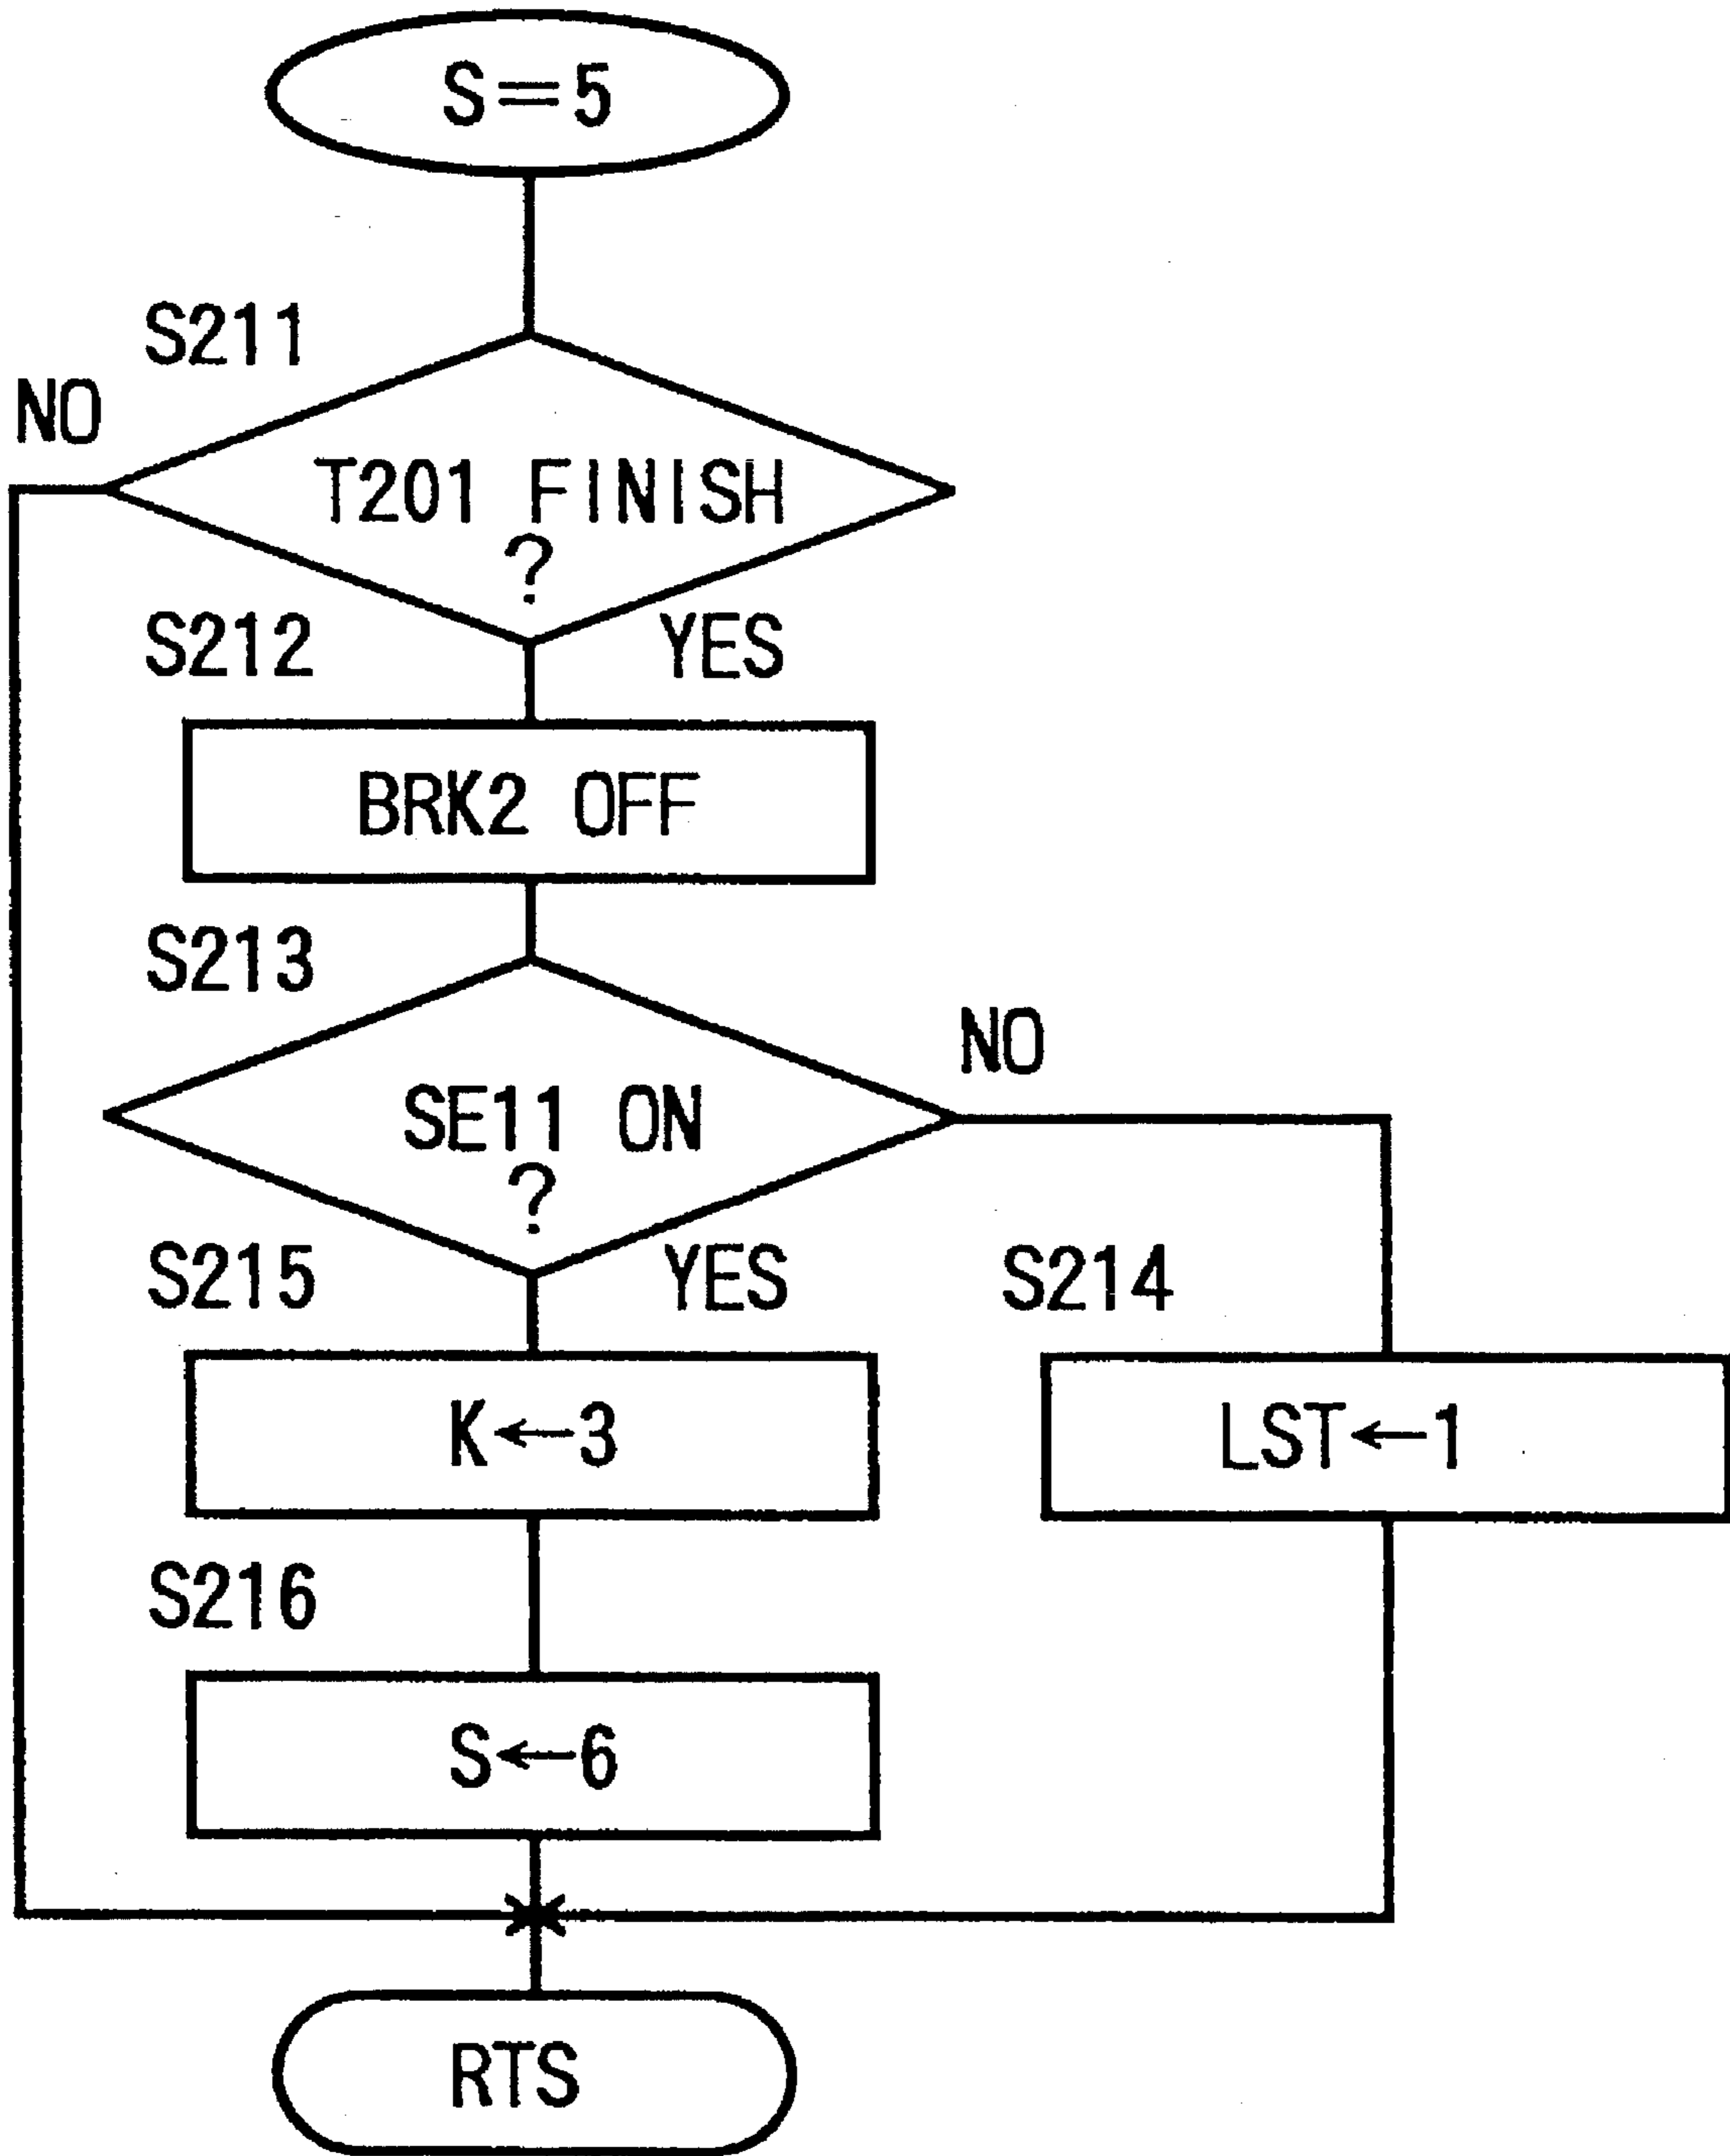 S=5
S211
NO
T201 FINISH
?
S212
YES
BRK2 OFF
S213
NO
SE11 ON
?
S215
YES
S214
K←3
LST←1
S216
S←6
RTS